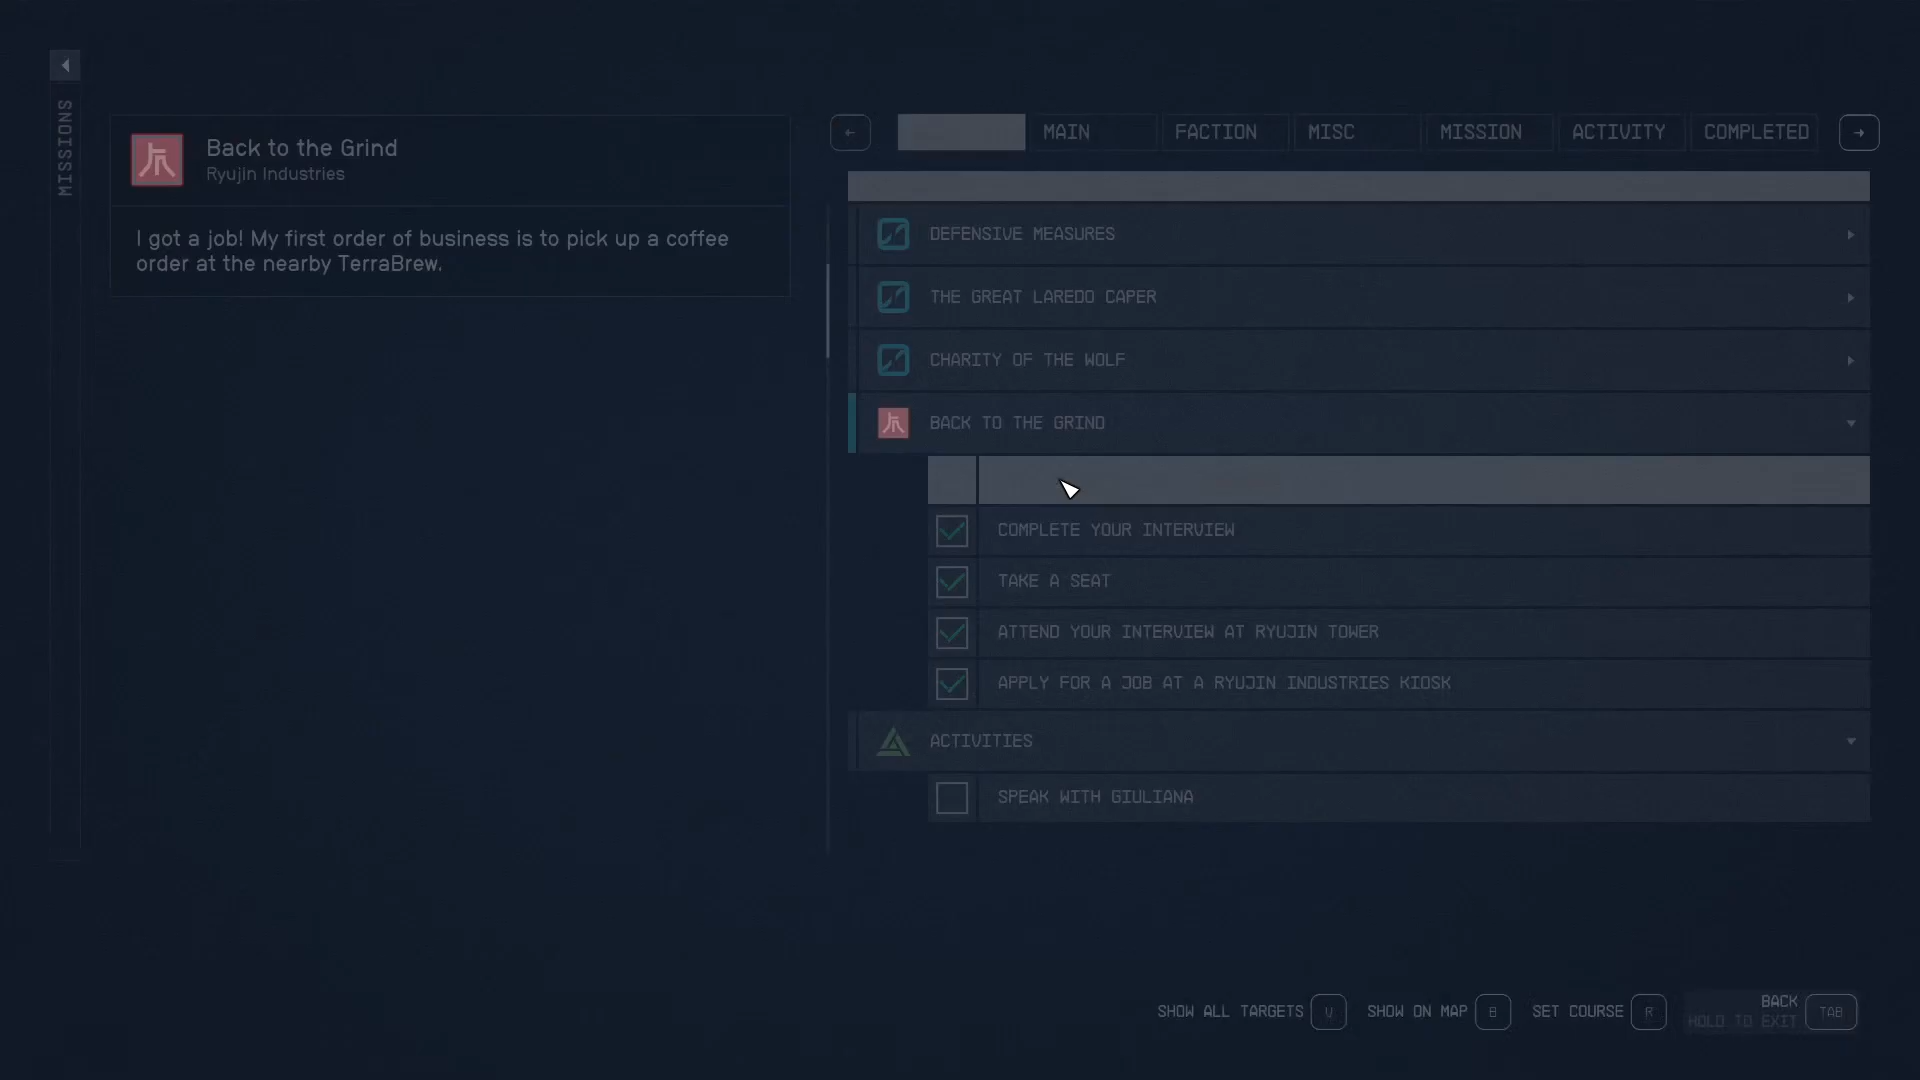 MISSIONS
Back to the Grind
Ryujin Industries
I got a job! My first order of business is to pick up a coffee
order at the nearby TerraBrew.
MAIN
FACTION
MISC
MISSION
ACTIVITY
COMPLETED
DEFENSIVE MEASURES
THE GREAT LAREDO CAPER
CHARITY OF THE WOLF
BACK TO THE GRIND
COMPLETE YOUR INTERVIEW
TAKE A SEAT
ATTEND YOUR INTERVIEW AT RYUJIN TOWER
APPLY FOR A JOB AT A RYUJIN INDUSTRIES KIOSK
ACTIVITIES
SPEAK WITH GIULIANA
SHOW ALL TARGETS V
SHOW ON MAP B
SET COURSE R
BACK
HOLD TO EXIT
TAB